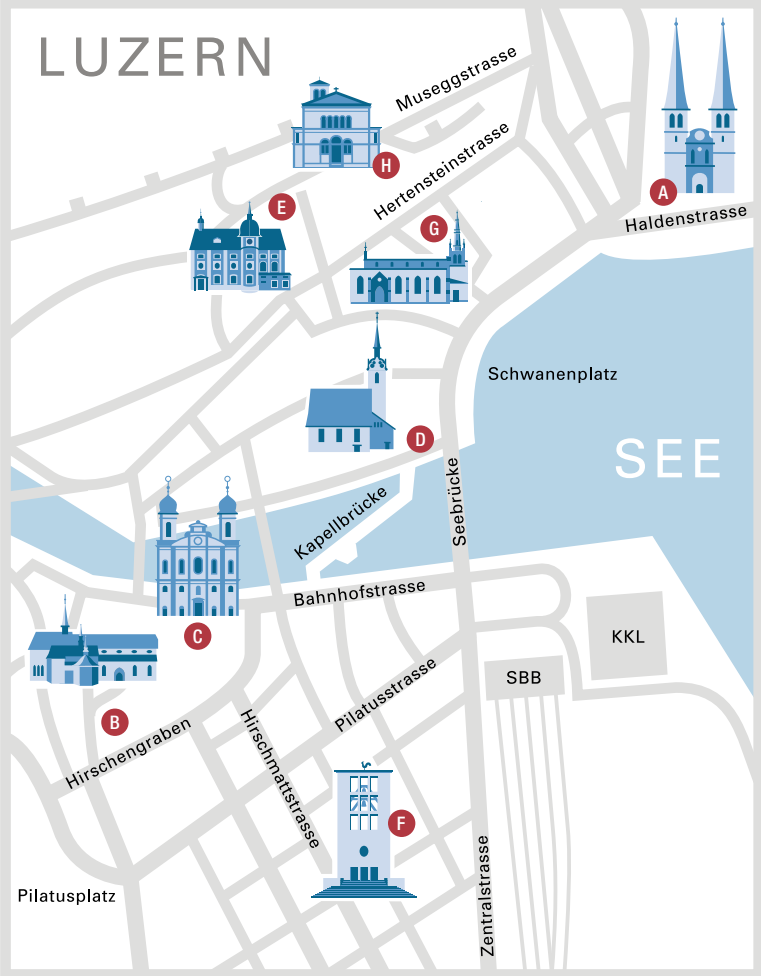 LUZERN
Museggstrasse
H
Hertensteinstrasse
A
E
Haldenstrasse
G
Schwanenplatz
D
SEE
Kapellbrücke
Seebrücke
Bahnhofstrasse
C
KKL
SBB
B
Hirschengraben
Hirschmattstrasse
Pilatusstrasse
F
Pilatusplatz
Zentralstrasse